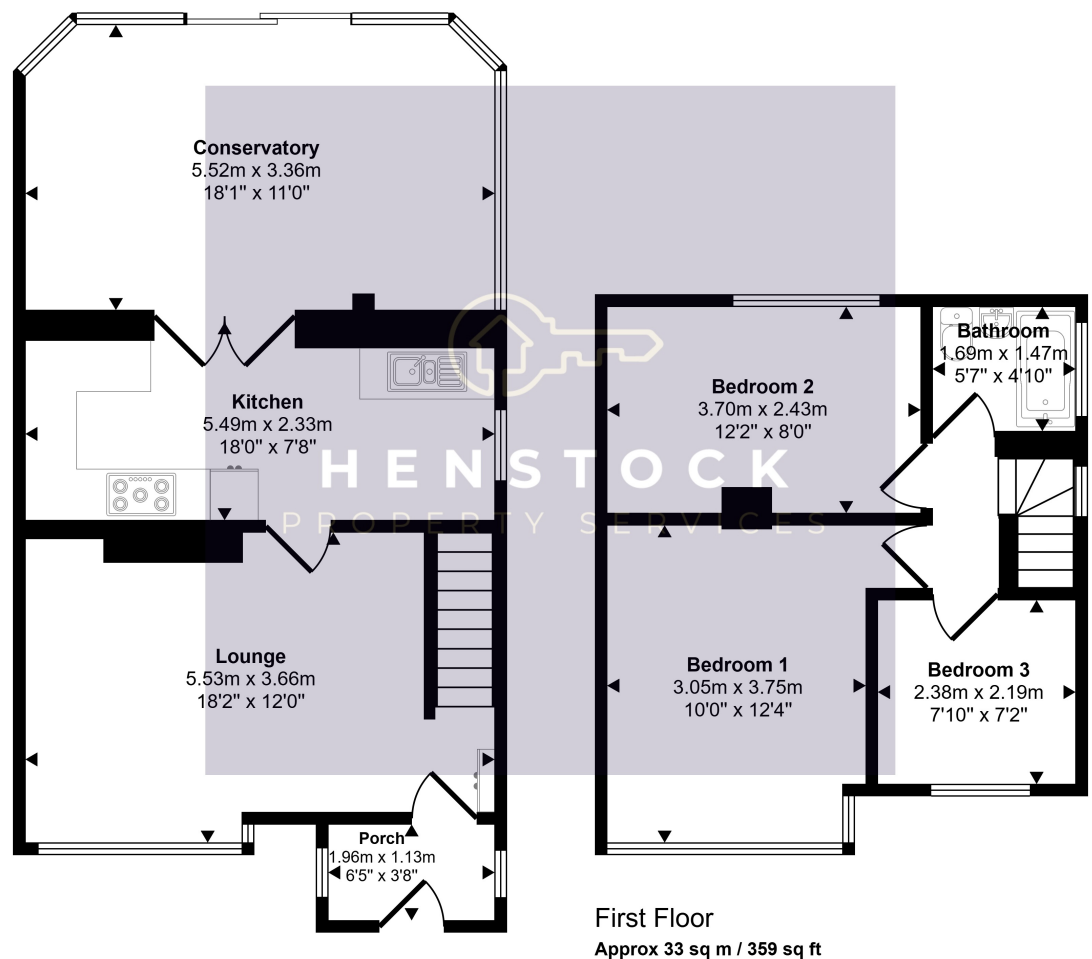 Conservatory
5.52m x 3.36m
18'1" x 11'0"
Kitchen
5.49m x 2.33m
18'0" x 7'8"
Lounge
5.53m x 3.66m
18'2" x 12'0"
Porch
1.96m x 1.13m
6'5" x 3'8"
Bedroom 2
3.70m x 2.43m
12'2" x 8'0"
Bathroom
1.69m x 1.47m
5'7" x 4'10"
Bedroom 1
3.05m x 3.75m
10'0" x 12'4"
Bedroom 3
2.38m x 2.19m
7'10" x 7'2"
HENSTOCK
PROPERTY SERVICES
First Floor
Approx 33 sq m / 359 sq ft